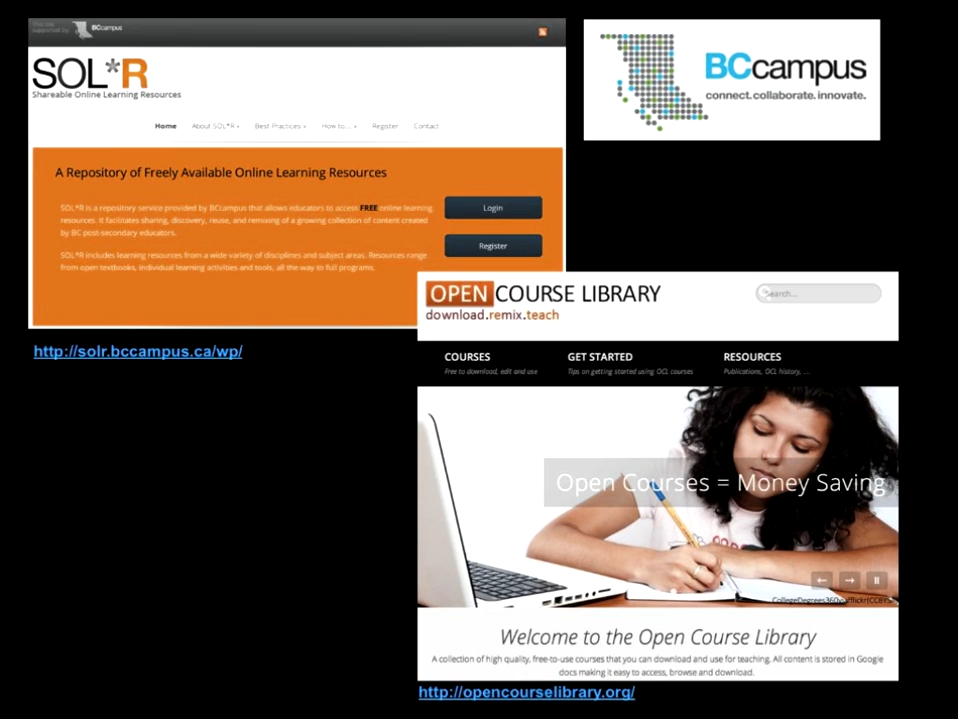 This site
supported by BCcampus
SOL*R
Shareable Online Learning Resources
Home About SOL*R Best Practices How to... Register Contact
A Repository of Freely Available Online Learning Resources
SOL*R is a repository service provided by BCcampus that allows educators to access FREE online learning
resources. It facilitates sharing, discovery, reuse, and remixing of a growing collection of content created
by BC post-secondary educators.
SOL*R includes learning resources from a wide variety of disciplines and subject areas. Resources range
from open textbooks, individual learning activities and tools, all the way to full programs.
Login
Register
http://solr.bccampus.ca/wp/
BCcampus
connect.collaborate.innovate.
OPEN COURSE LIBRARY
download.remix.teach
Search...
COURSES GET STARTED RESOURCES
Free to download, edit and use Tips on getting started using OCL courses Publications, OCL history, ...
Open Courses = Money Saving
Welcome to the Open Course Library
A collection of high quality, free-to-use courses that you can download and use for teaching. All content is stored in Google
docs making it easy to access, browse and download.
http://opencourselibrary.org/